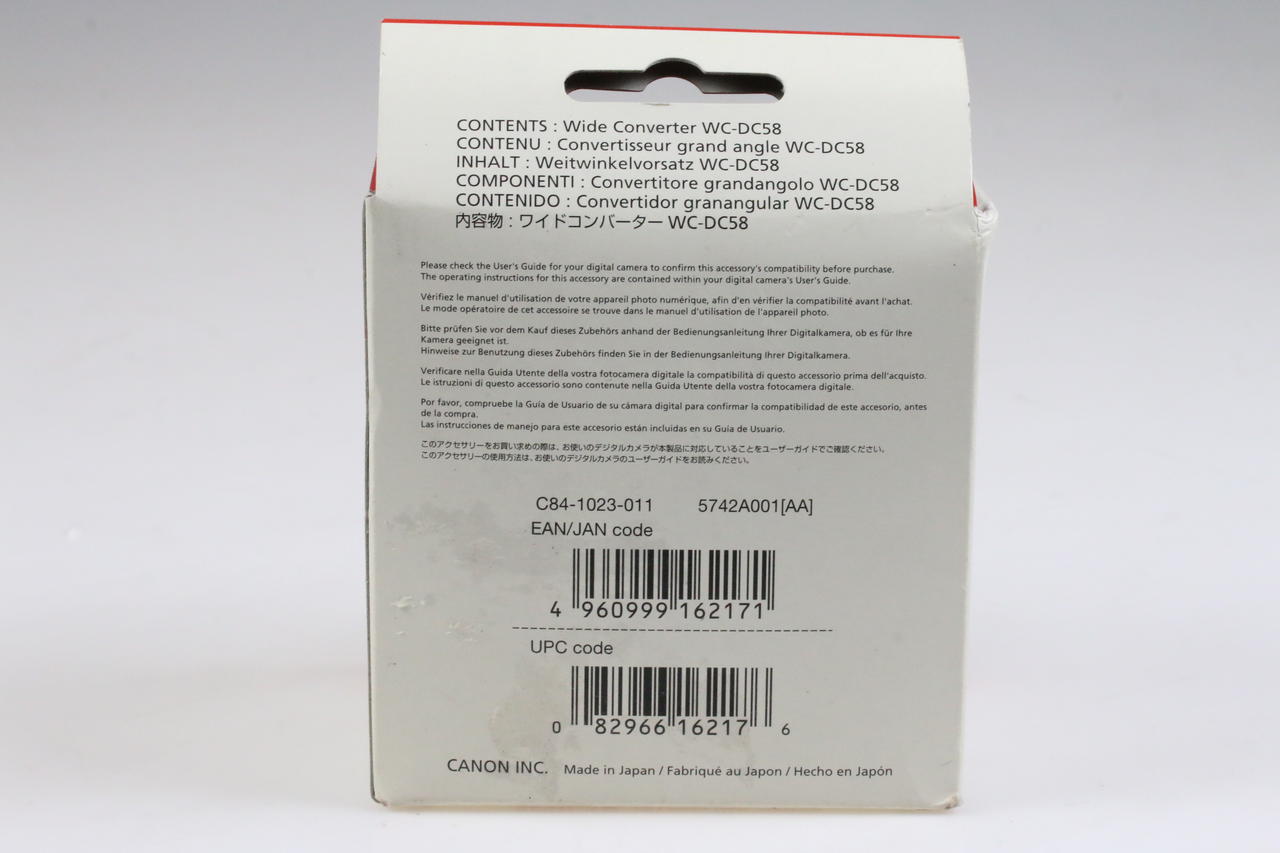 CONTENTS : Wide Converter WC-DC58
CONTENU : Convertisseur grand angle WC-DC58
INHALT : Weitwinkelvorsatz WC-DC58
COMPONENTI : Convertitore grandangolo WC-DC58
CONTENIDO : Convertidor granangular WC-DC58
内容物 : ワイドコンバーター WC-DC58
Please check the User's Guide for your digital camera to confirm this accessory's compatibility before purchase.
The operating instructions for this accessory are contained within your digital camera's User's Guide.
Vérifiez le manuel d'utilisation de votre appareil photo numérique, afin d'en vérifier la compatibilité avant l'achat.
Le mode opératoire de cet accessoire se trouve dans le manuel d'utilisation de l'appareil photo.
Bitte prüfen Sie vor dem Kauf dieses Zubehörs anhand der Bedienungsanleitung Ihrer Digitalkamera, ob es für Ihre
Kamera geeignet ist.
Hinweise zur Benutzung dieses Zubehörs finden Sie in der Bedienungsanleitung Ihrer Digitalkamera.
Verificare nella Guida Utente della vostra fotocamera digitale la compatibilità di questo accessorio prima dell'acquisto.
Le istruzioni di questo accessorio sono contenute nella Guida Utente della vostra fotocamera digitale.
Por favor, compruebe la Guía de Usuario de su cámara digital para confirmar la compatibilidad de este accesorio, antes
de la compra.
Las instrucciones de manejo para este accesorio están incluidas en su Guía de Usuario.
このアクセサリーをお買い求めの際は、お使いのデジタルカメラが本製品に対応していることをユーザーガイドでご確認ください。
このアクセサリーの使用方法は、お使いのデジタルカメラのユーザーガイドをお読みください。
C84-1023-011 5742A001[AA]
EAN/JAN code
4 960999 162171
UPC code
0 82966 16217 6
CANON INC. Made in Japan / Fabriqué au Japon / Hecho en Japón